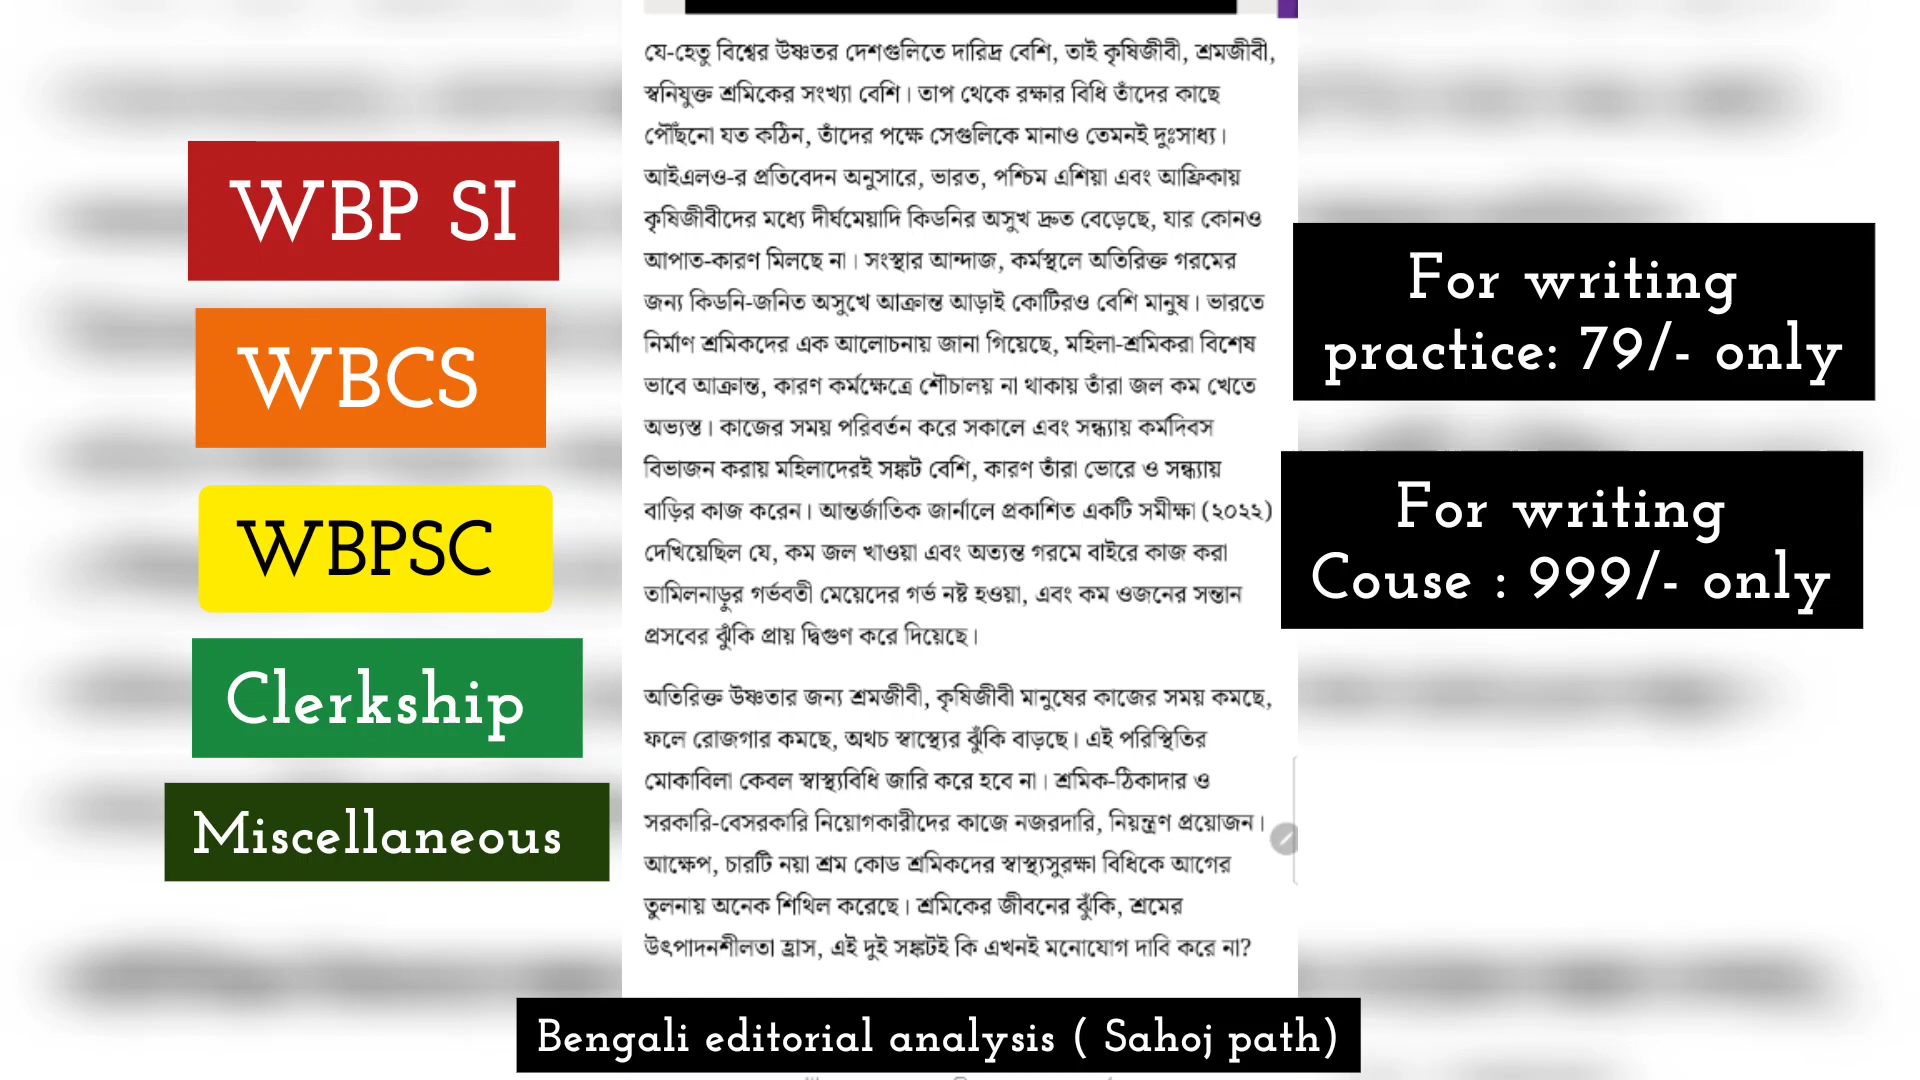 যে-হেতু বিশ্বের উষ্ণতর দেশগুলিতে দারিদ্র বেশি, তাই কৃষিজীবী, শ্রমজীবী,
স্বনিযুক্ত শ্রমিকের সংখ্যা বেশি। তাপ থেকে রক্ষার বিধি তাঁদের কাছে
পৌঁছনো যত কঠিন, তাঁদের পক্ষে সেগুলিকে মানাও তেমনই দুঃসাধ্য।
আইএলও-র প্রতিবেদন অনুসারে, ভারত, পশ্চিম এশিয়া এবং আফ্রিকায়
কৃষিজীবীদের মধ্যে দীর্ঘমেয়াদি কিডনির অসুখ দ্রুত বেড়েছে, যার কোনও
আপাত-কারণ মিলছে না। সংস্থার আন্দাজ, কর্মস্থলে অতিরিক্ত গরমের
জন্য কিডনি-জনিত অসুখে আক্রান্ত আড়াই কোটিরও বেশি মানুষ। ভারতে
নির্মাণ শ্রমিকদের এক আলোচনায় জানা গিয়েছে, মহিলা-শ্রমিকরা বিশেষ
ভাবে আক্রান্ত, কারণ কর্মক্ষেত্রে শৌচালয় না থাকায় তাঁরা জল কম খেতে
অভ্যস্ত। কাজের সময় পরিবর্তন করে সকালে এবং সন্ধ্যায় কর্মদিবস
বিভাজন করায় মহিলাদেরই সঙ্কট বেশি, কারণ তাঁরা ভোরে ও সন্ধ্যায়
বাড়ির কাজ করেন। আন্তর্জাতিক জার্নালে প্রকাশিত একটি সমীক্ষা (২০২২)
দেখিয়েছিল যে, কম জল খাওয়া এবং অত্যন্ত গরমে বাইরে কাজ করা
তামিলনাড়ুর গর্ভবতী মেয়েদের গর্ভ নষ্ট হওয়া, এবং কম ওজনের সন্তান
প্রসবের ঝুঁকি প্রায় দ্বিগুণ করে দিয়েছে।
অতিরিক্ত উষ্ণতার জন্য শ্রমজীবী, কৃষিজীবী মানুষের কাজের সময় কমছে,
ফলে রোজগার কমছে, অথচ স্বাস্থ্যের ঝুঁকি বাড়ছে। এই পরিস্থিতির
মোকাবিলা কেবল স্বাস্থ্যবিধি জারি করে হবে না। শ্রমিক-ঠিকাদার ও
সরকারি-বেসরকারি নিয়োগকারীদের কাজে নজরদারি, নিয়ন্ত্রণ প্রয়োজন।
আক্ষেপ, চারটি নয়া শ্রম কোড শ্রমিকদের স্বাস্থ্যসুরক্ষা বিধিকে আগের
তুলনায় অনেক শিথিল করেছে। শ্রমিকের জীবনের ঝুঁকি, শ্রমের
উৎপাদনশীলতা হ্রাস, এই দুই সঙ্কটই কি এখনই মনোযোগ দাবি করে না?
WBP SI
WBCS
WBPSC
Clerkship
Miscellaneous
For writing
practice: 79/- only
For writing
Couse : 999/- only
Bengali editorial analysis ( Sahoj path)